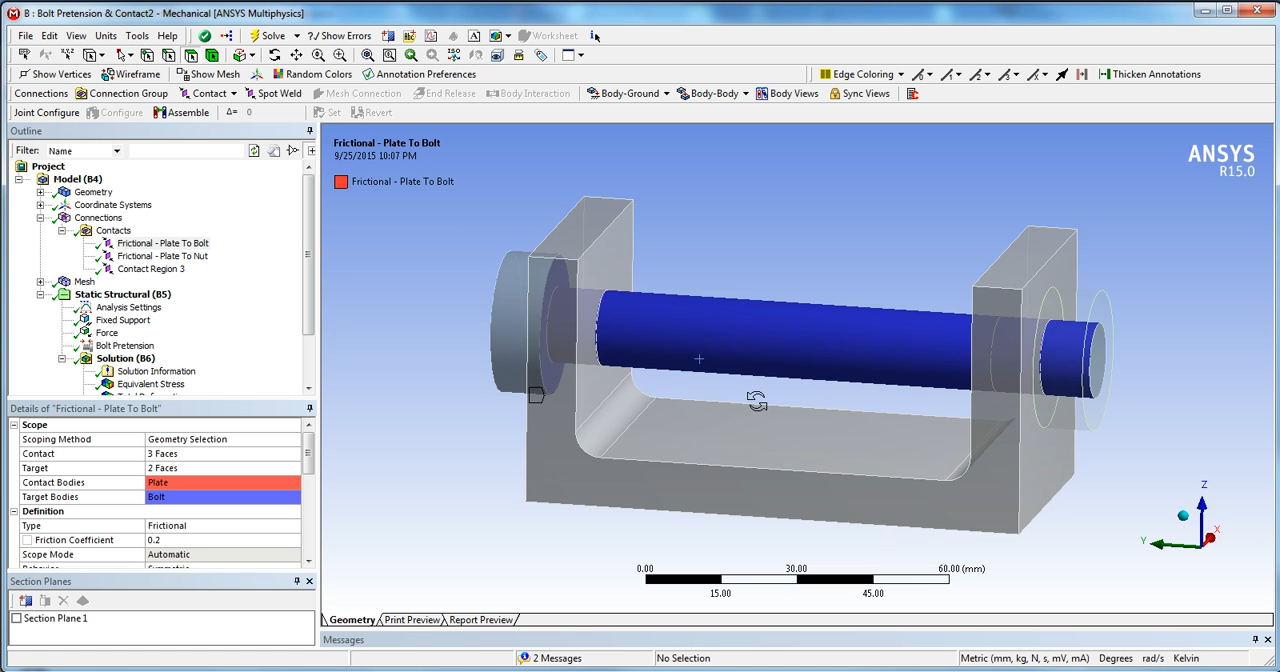 B : Bolt Pretension & Contact2 - Mechanical [ANSYS Multiphysics]
File Edit View Units Tools Help Solve ?/ Show Errors A Worksheet i
Show Vertices Wireframe Show Mesh Random Colors Annotation Preferences Edge Coloring Thicken Annotations
Connections Connection Group Contact Spot Weld Mesh Connection End Release Body Interaction Body-Ground Body-Body Body Views Sync Views
Joint Configure Configure Assemble Δ= 0 Set Revert
Outline
Filter: Name
Project
Model (B4)
Geometry
Coordinate Systems
Connections
Contacts
Frictional - Plate To Bolt
Frictional - Plate To Nut
Contact Region 3
Mesh
Static Structural (B5)
Analysis Settings
Fixed Support
Force
Bolt Pretension
Solution (B6)
Solution Information
Equivalent Stress
Details of "Frictional - Plate To Bolt"
Scope
Scoping Method Geometry Selection
Contact 3 Faces
Target 2 Faces
Contact Bodies Plate
Target Bodies Bolt
Definition
Type Frictional
Friction Coefficient 0.2
Scope Mode Automatic
Section Planes
Section Plane 1
Frictional - Plate To Bolt
9/25/2015 10:07 PM
Frictional - Plate To Bolt
ANSYS
R15.0
Z
X
Y
0.00 30.00 60.00 (mm)
15.00 45.00
Geometry Print Preview Report Preview
Messages
2 Messages No Selection Metric (mm, kg, N, s, mV, mA) Degrees rad/s Kelvin